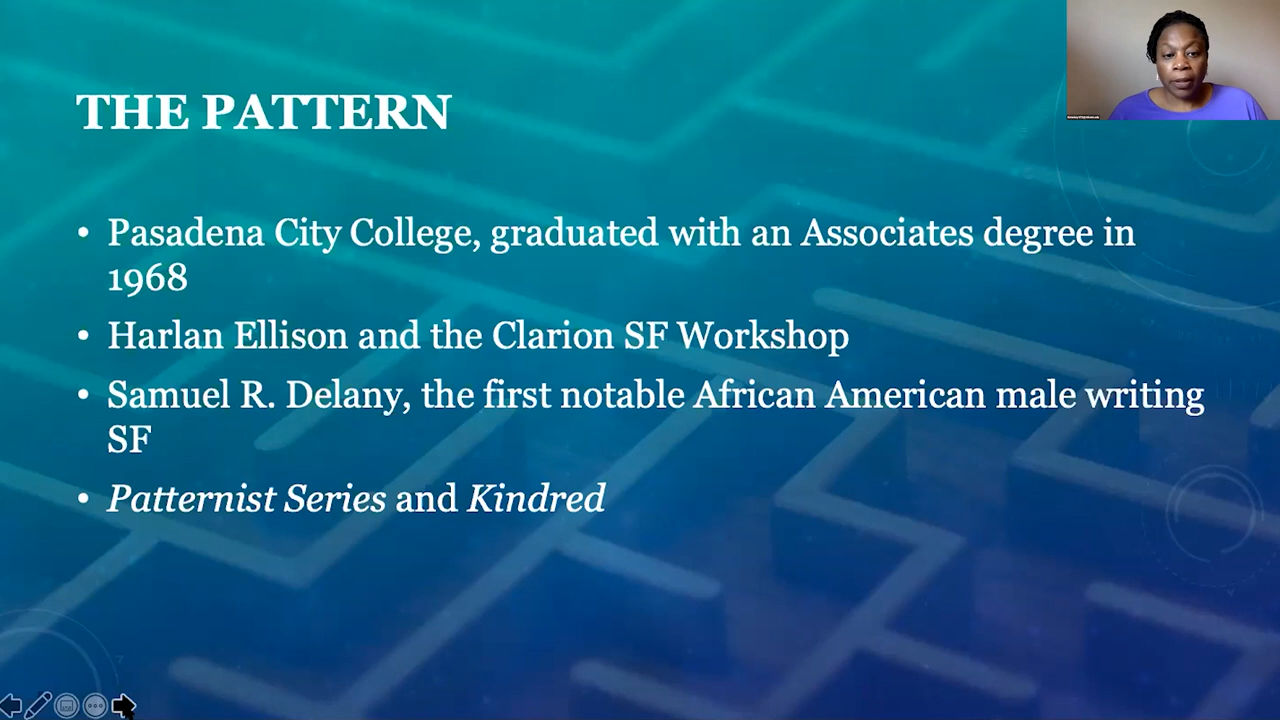 THE PATTERN
• Pasadena City College, graduated with an Associates degree in
1968
• Harlan Ellison and the Clarion SF Workshop
• Samuel R. Delany, the first notable African American male writing
SF
• Patternist Series and Kindred